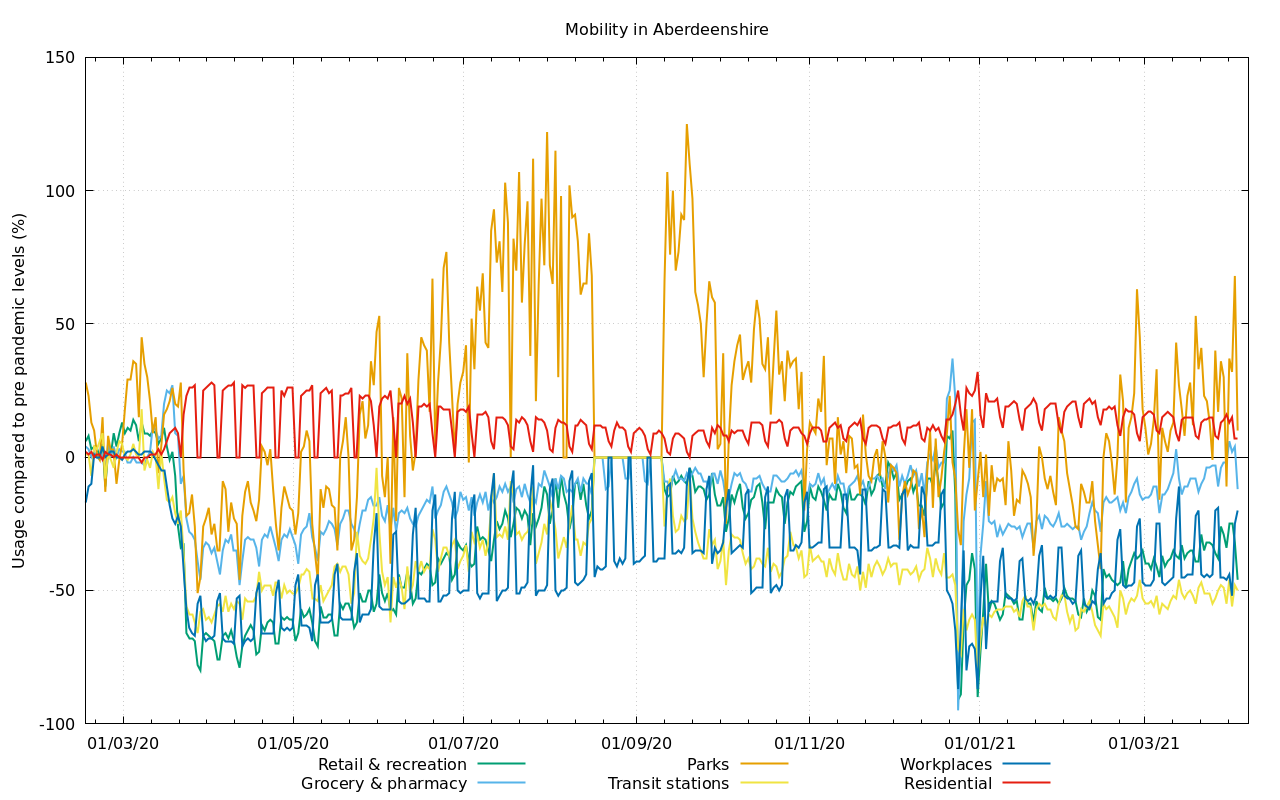 Mobility in Aberdeenshire
Usage compared to pre pandemic levels (%)
150
100
50
0
-50
-100
01/03/20 01/05/20 01/07/20 01/09/20 01/11/20 01/01/21 01/03/21
Retail & recreation Parks Workplaces
Grocery & pharmacy Transit stations Residential